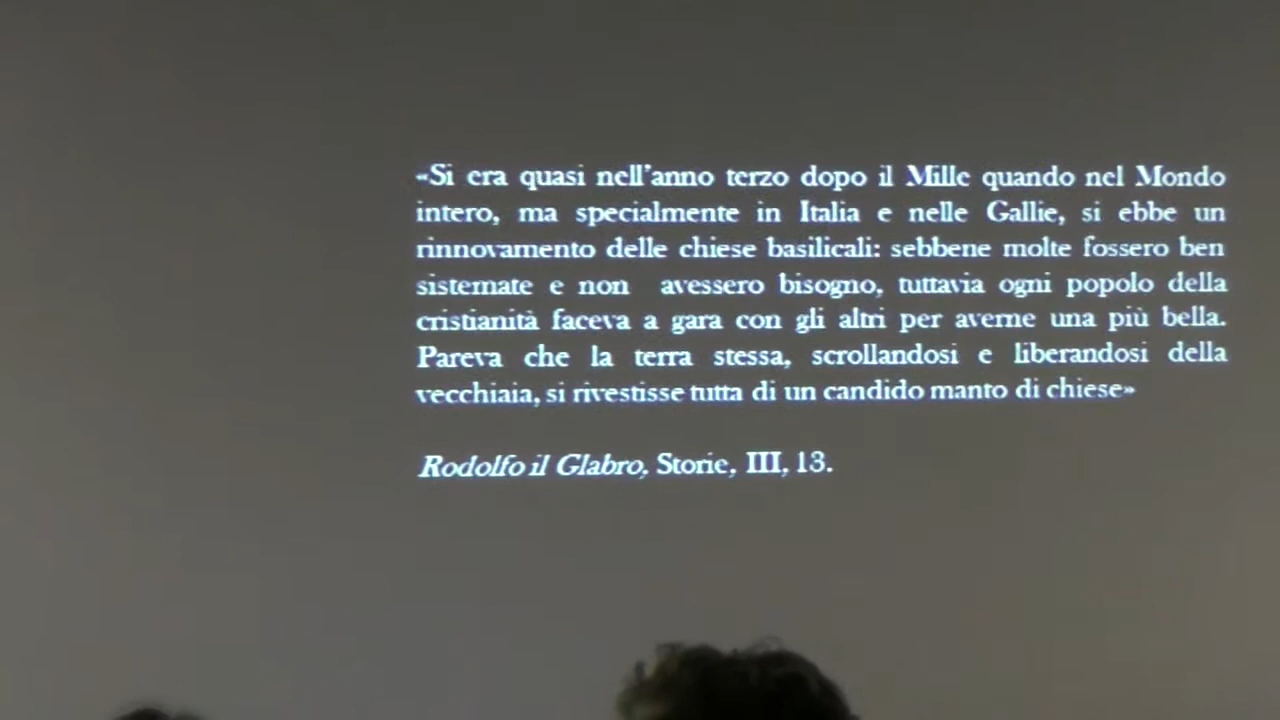 «Si era quasi nell'anno terzo dopo il Mille quando nel Mondo
intero, ma specialmente in Italia e nelle Gallie, si ebbe un
rinnovamento delle chiese basilicali: sebbene molte fossero ben
sistemate e non avessero bisogno, tuttavia ogni popolo della
cristianità faceva a gara con gli altri per averne una più bella.
Pareva che la terra stessa, scrollandosi e liberandosi della
vecchiaia, si rivestisse tutta di un candido manto di chiese»
Rodolfo il Glabro, Storie, III, 13.